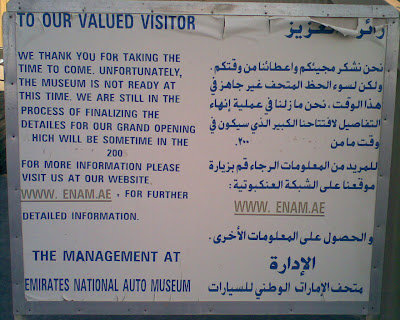 TO OUR VALUED VISITOR
WE THANK YOU FOR TAKING THE
TIME TO COME. UNFORTUNATELY,
THE MUSEUM IS NOT READY AT
THIS TIME. WE ARE STILL IN THE
PROCESS OF FINALIZING THE
DETAILES FOR OUR GRAND OPENING
HICH WILL BE SOMETIME IN THE
200
FOR MORE INFORMATION PLEASE
VISIT US AT OUR WEBSITE
WWW. ENAM.AE , FOR FURTHER
DETAILED INFORMATION.
THE MANAGEMENT AT
EMIRATES NATIONAL AUTO MUSEUM
نحن نشكر مجيئكم واعطائنا من وقتكم .
ولكن لسوء الحظ المتحف غير جاهز في
هذا الوقت ، نحن ما زلنا في عملية إنهاء
التفاصيل لافتتاحنا الكبير الذي سيكون في
وقت ما من ٢٠٠.
للمزيد من المعلومات الرجاء قم بزيارة
موقعنا على الشبكة العنكبوتية :
WWW. ENAM.AE
والحصول على المعلومات الأخرى .
الإدارة
متحف الإمارات الوطني للسيارات